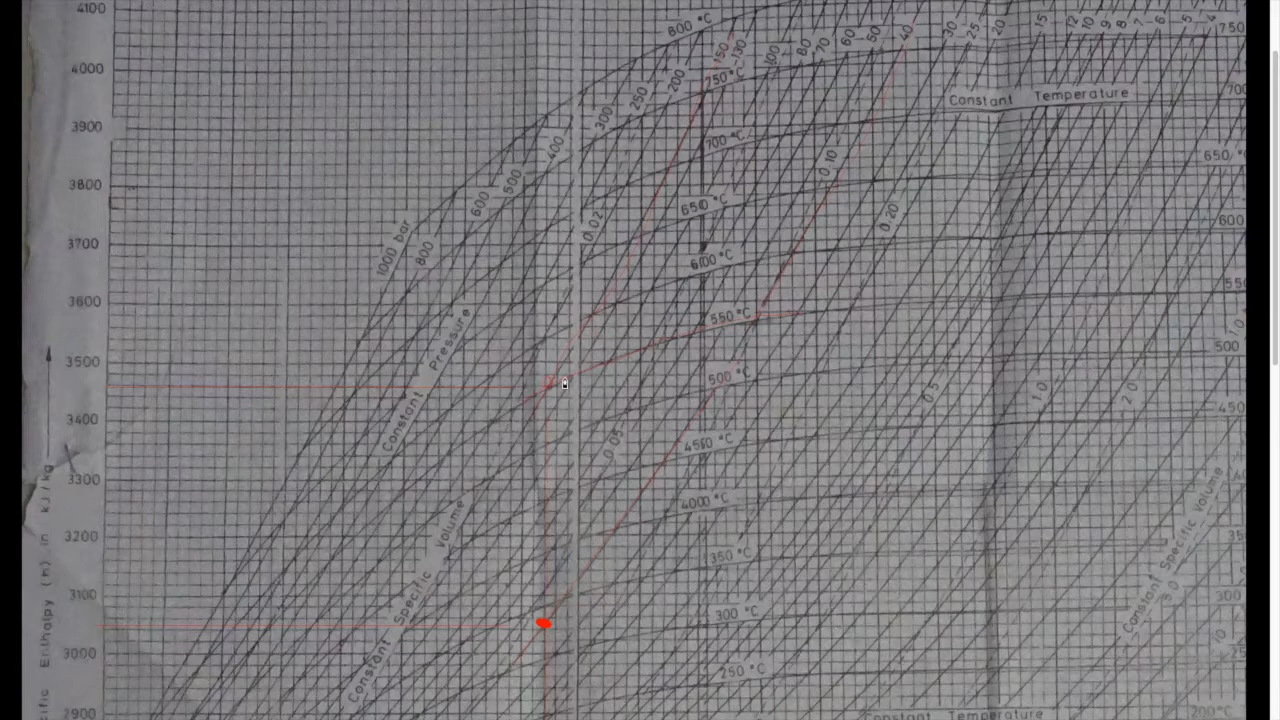 4100
4000
3900
3800
3700
3600
3500
3400
3300
3200
3100
3000
2900
Enthalpy (h) in kJ/kg
1000 bar
800
600
500
400
300
250
200
150
130
100
80
70
60
50
40
30
25
20
15
12
10
9
8
7
6
5
4
800 °C
750 °C
700 °C
650 °C
600 °C
550 °C
500 °C
450 °C
4000 °C
350 °C
300 °C
250 °C
Constant Temperature
Constant Pressure
Constant Specific Volume
0.02
0.05
0.10
0.20
0.5
1.0
2.0
5.0
10
Constant Specific Volume
750
700
650 °
600
550
500
450
350
300
200°C
Constant Temperature